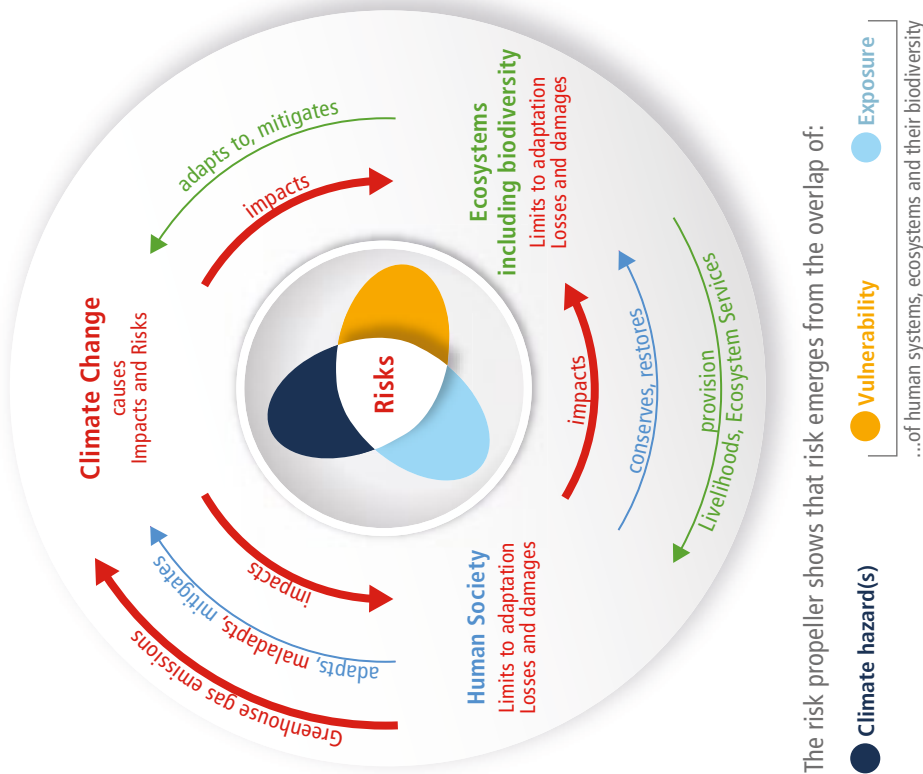 Climate Change
causes
Impacts and Risks
Greenhouse gas emissions
adapts, maladapts, mitigates
impacts
impacts
adapts to, mitigates
Risks
Human Society
Limits to adaptation
Losses and damages
Ecosystems
including biodiversity
Limits to adaptation
Losses and damages
impacts
conserves, restores
provision
Livelihoods, Ecosystem Services
The risk propeller shows that risk emerges from the overlap of:
Climate hazard(s) Vulnerability Exposure
...of human systems, ecosystems and their biodiversity